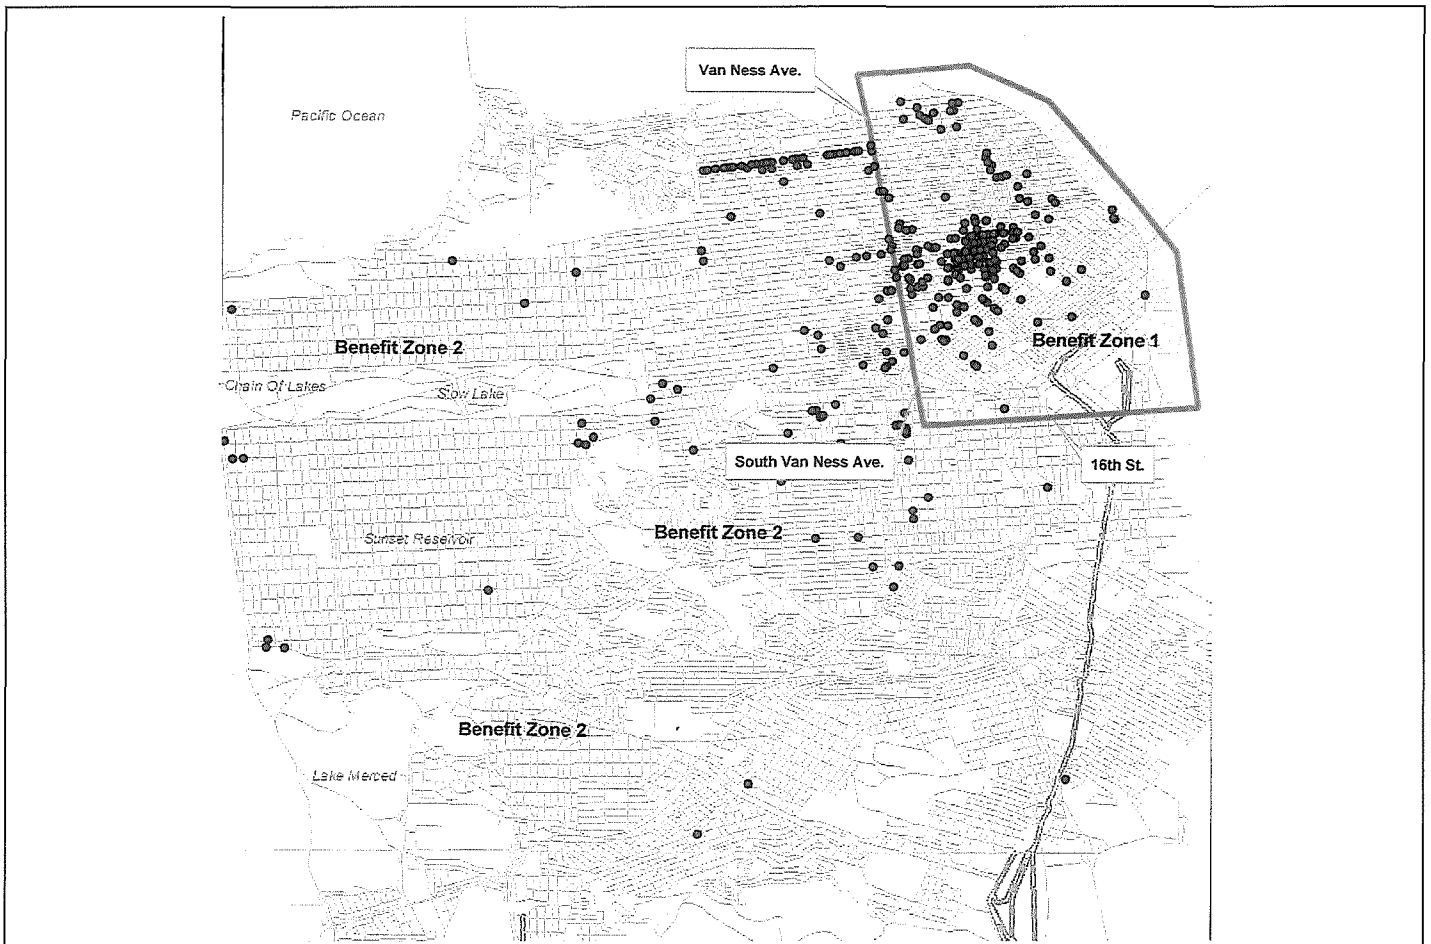 Van Ness Ave.
Pacific Ocean
Benefit Zone 1
Benefit Zone 2
Chain Of Lakes
Slow Lake
South Van Ness Ave.
16th St.
Benefit Zone 2
Sunset Reservoir
Benefit Zone 2
Lake Merced